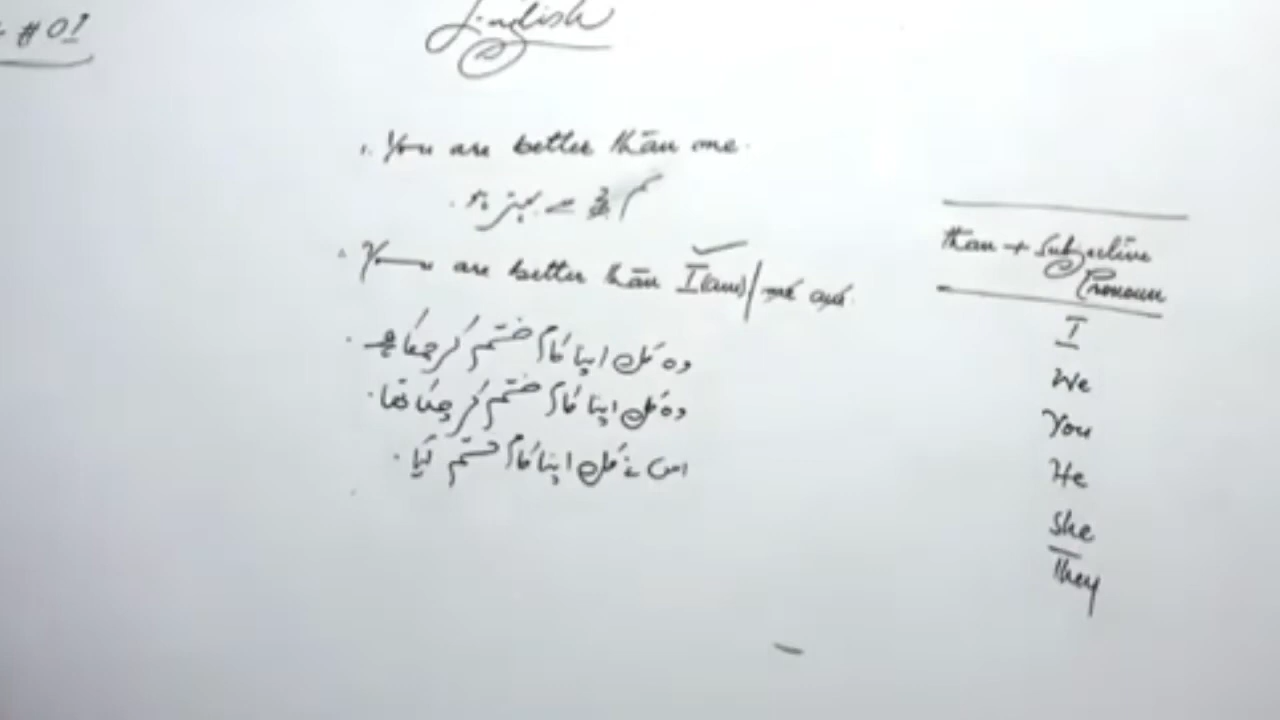 # 01
English
1. You are better than me.
تم مجھ سے بہتر ہو.
You are better than I (am) / me am.
وہ کل اپنا کام ختم کر چکا ہے.
وہ کل اپنا کام ختم کر چکا تھا.
اس نے کل اپنا کام ختم کیا.
than + Subjective
Pronoun
I
We
You
He
She
They